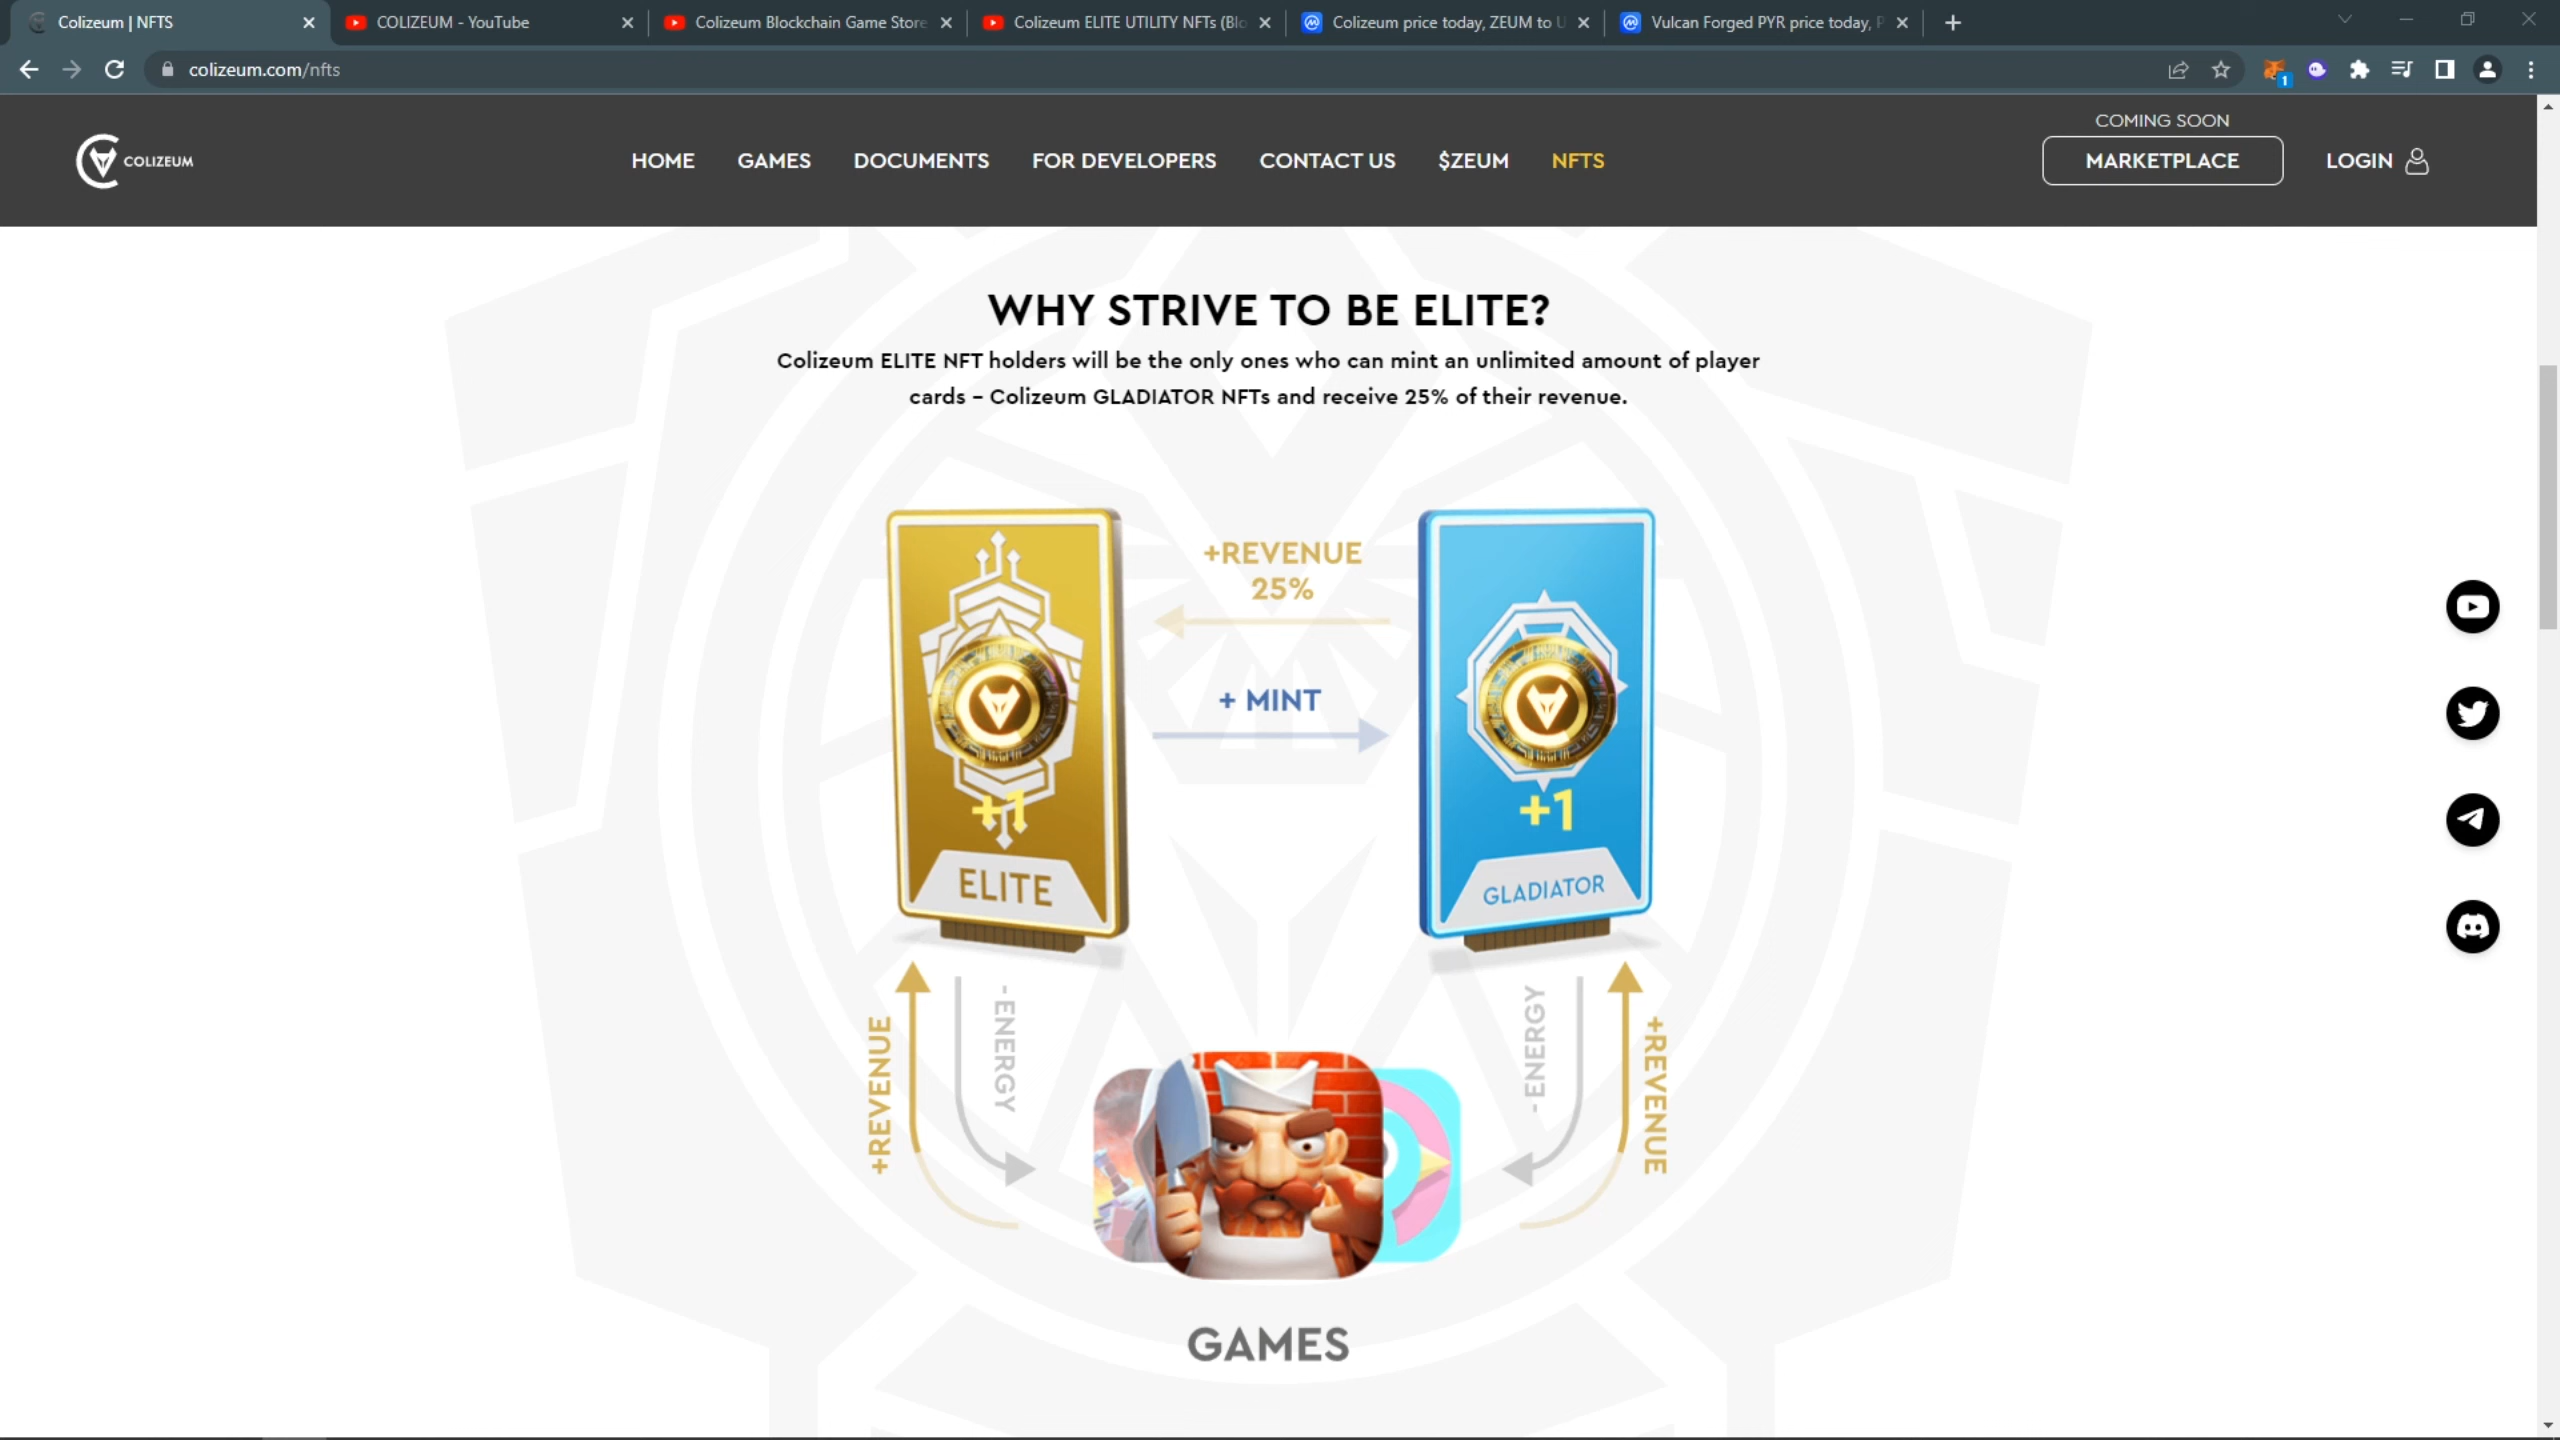 Colizeum | NFTS
COLIZEUM - YouTube
Colizeum Blockchain Game Store
Colizeum ELITE UTILITY NFTs (Blo
Colizeum price today, ZEUM to U
Vulcan Forged PYR price today, P
colizeum.com/nfts
1
COLIZEUM
HOME
GAMES
DOCUMENTS
FOR DEVELOPERS
CONTACT US
$ZEUM
NFTS
COMING SOON
MARKETPLACE
LOGIN
WHY STRIVE TO BE ELITE?
Colizeum ELITE NFT holders will be the only ones who can mint an unlimited amount of player
cards – Colizeum GLADIATOR NFTs and receive 25% of their revenue.
+REVENUE
25%
+ MINT
+1
ELITE
+1
GLADIATOR
+REVENUE
- ENERGY
- ENERGY
+REVENUE
GAMES